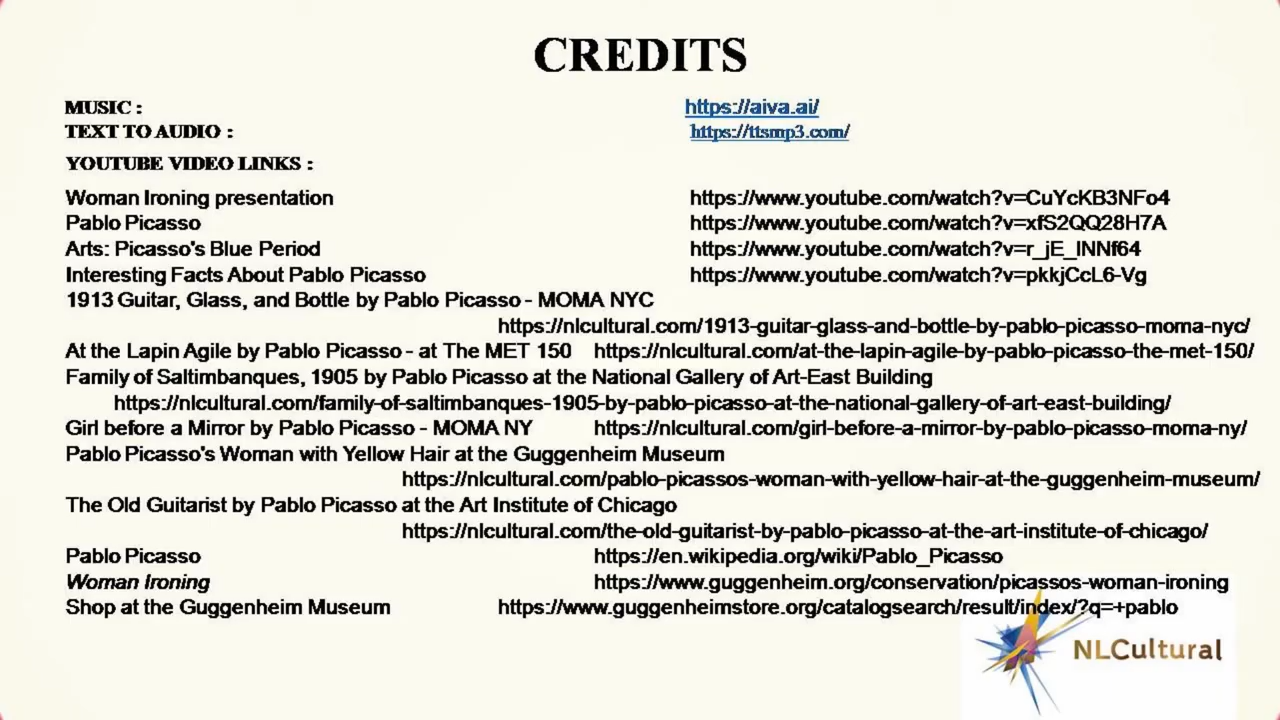 CREDITS
MUSIC : https://aiva.ai/
TEXT TO AUDIO : https://ttsmp3.com/
YOUTUBE VIDEO LINKS :
Woman Ironing presentation https://www.youtube.com/watch?v=CuYcKB3NFo4
Pablo Picasso https://www.youtube.com/watch?v=xfS2QQ28H7A
Arts: Picasso's Blue Period https://www.youtube.com/watch?v=r_jE_lNNf64
Interesting Facts About Pablo Picasso https://www.youtube.com/watch?v=pkkjCcL6-Vg
1913 Guitar, Glass, and Bottle by Pablo Picasso - MOMA NYC
https://nlcultural.com/1913-guitar-glass-and-bottle-by-pablo-picasso-moma-nyc/
At the Lapin Agile by Pablo Picasso - at The MET 150 https://nlcultural.com/at-the-lapin-agile-by-pablo-picasso-the-met-150/
Family of Saltimbanques, 1905 by Pablo Picasso at the National Gallery of Art-East Building
https://nlcultural.com/family-of-saltimbanques-1905-by-pablo-picasso-at-the-national-gallery-of-art-east-building/
Girl before a Mirror by Pablo Picasso - MOMA NY https://nlcultural.com/girl-before-a-mirror-by-pablo-picasso-moma-ny/
Pablo Picasso's Woman with Yellow Hair at the Guggenheim Museum
https://nlcultural.com/pablo-picassos-woman-with-yellow-hair-at-the-guggenheim-museum/
The Old Guitarist by Pablo Picasso at the Art Institute of Chicago
https://nlcultural.com/the-old-guitarist-by-pablo-picasso-at-the-art-institute-of-chicago/
Pablo Picasso https://en.wikipedia.org/wiki/Pablo_Picasso
Woman Ironing https://www.guggenheim.org/conservation/picassos-woman-ironing
Shop at the Guggenheim Museum https://www.guggenheimstore.org/catalogsearch/result/index/?q=+pablo
NLCultural